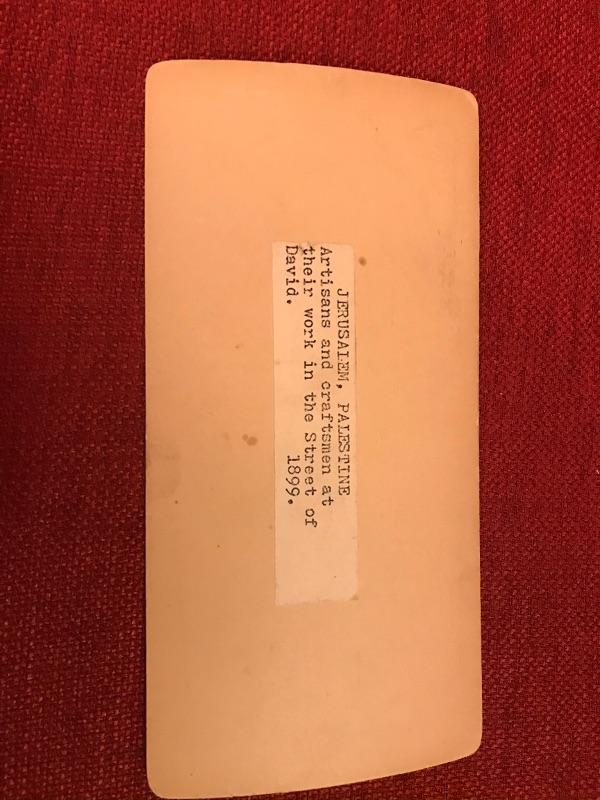 JERUSALEM, PALESTINE
Artisans and craftsmen at
their work in the Street of
David. 1899.